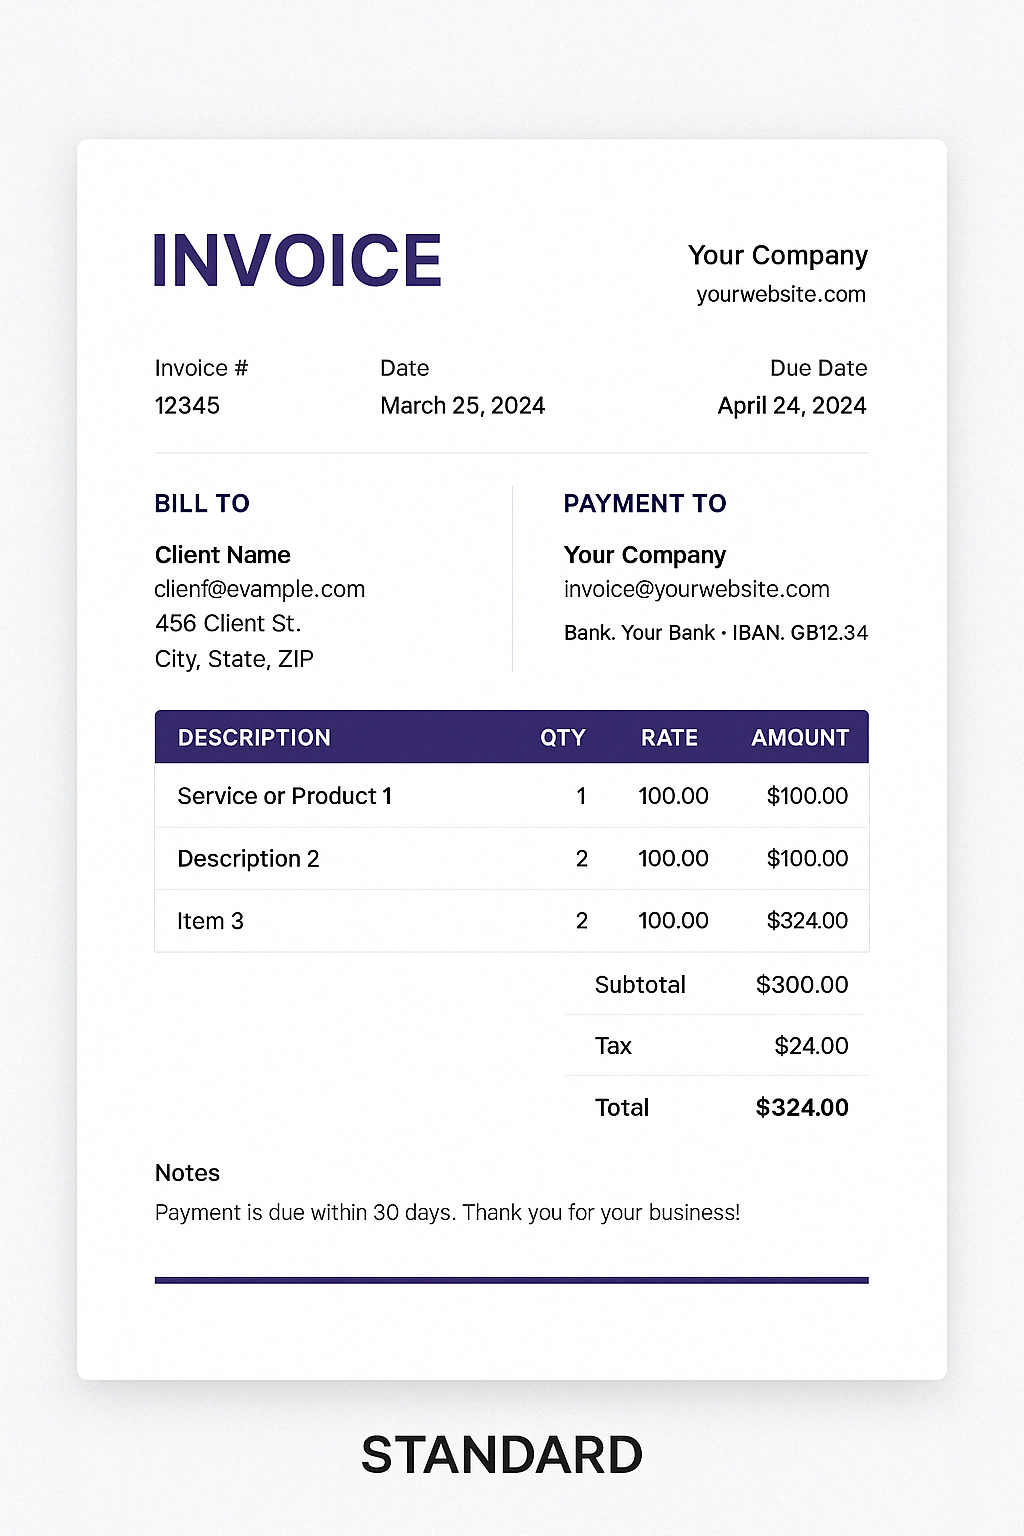 INVOICE
Your Company
yourwebsite.com
Invoice # Date Due Date
12345 March 25, 2024 April 24, 2024
BILL TO
Client Name
clienf@evample.com
456 Client St.
City, State, ZIP
PAYMENT TO
Your Company
invoice@yourwebsite.com
Bank. Your Bank • IBAN. GB12.34
DESCRIPTION QTY RATE AMQUNT
Service or Product 1 1 100.00 $100.00
Description 2 2 100.00 $100.00
Item 3 2 100.00 $324.00
Subtotal $300.00
Tax $24.00
Total $324.00
Notes
Payment is due within 30 days. Thank you for your business!
STANDARD